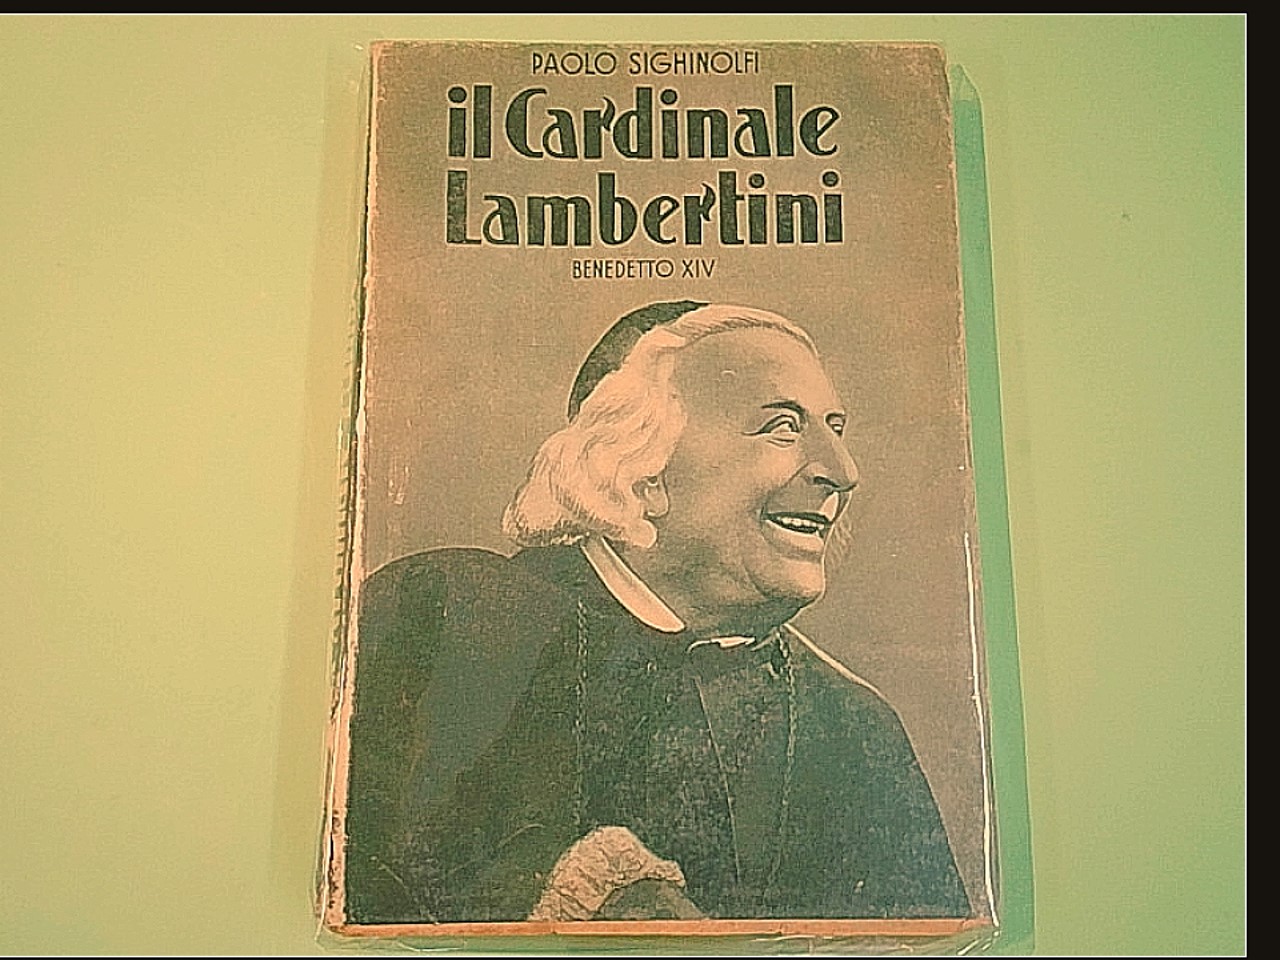 PAOLO SIGHINOLFI
il Cardinale
Lambertini
BENEDETTO XIV